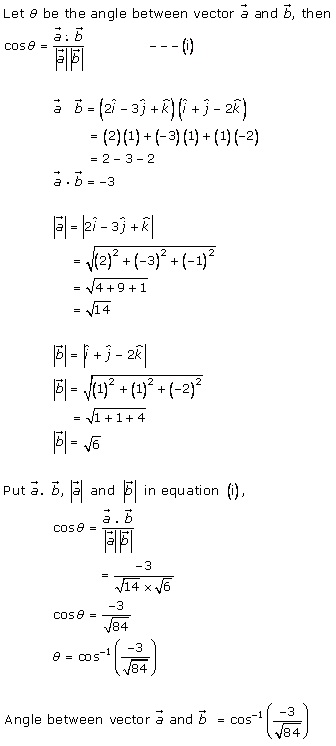 Let θ be the angle between vector a⃗ and b⃗, then
cosθ = (a⃗ . b⃗)/(|a⃗||b⃗|) ---(i)
a⃗ b⃗ = (2î − 3ĵ + k̂)(î + ĵ − 2k̂)
= (2)(1) + (−3)(1) + (1)(−2)
= 2 − 3 − 2
a⃗ · b⃗ = −3
|a⃗| = |2î − 3ĵ + k̂|
= √((2)² + (−3)² + (−1)²)
= √(4 + 9 + 1)
= √14
|b⃗| = |î + ĵ − 2k̂|
|b⃗| = √((1)² + (1)² + (−2)²)
= √(1 + 1 + 4)
|b⃗| = √6
Put a⃗. b⃗, |a⃗| and |b⃗| in equation (i),
cosθ = (a⃗ . b⃗)/(|a⃗||b⃗|)
= −3/(√14 × √6)
cosθ = −3/√84
θ = cos⁻¹(−3/√84)
Angle between vector a⃗ and b⃗ = cos⁻¹(−3/√84)